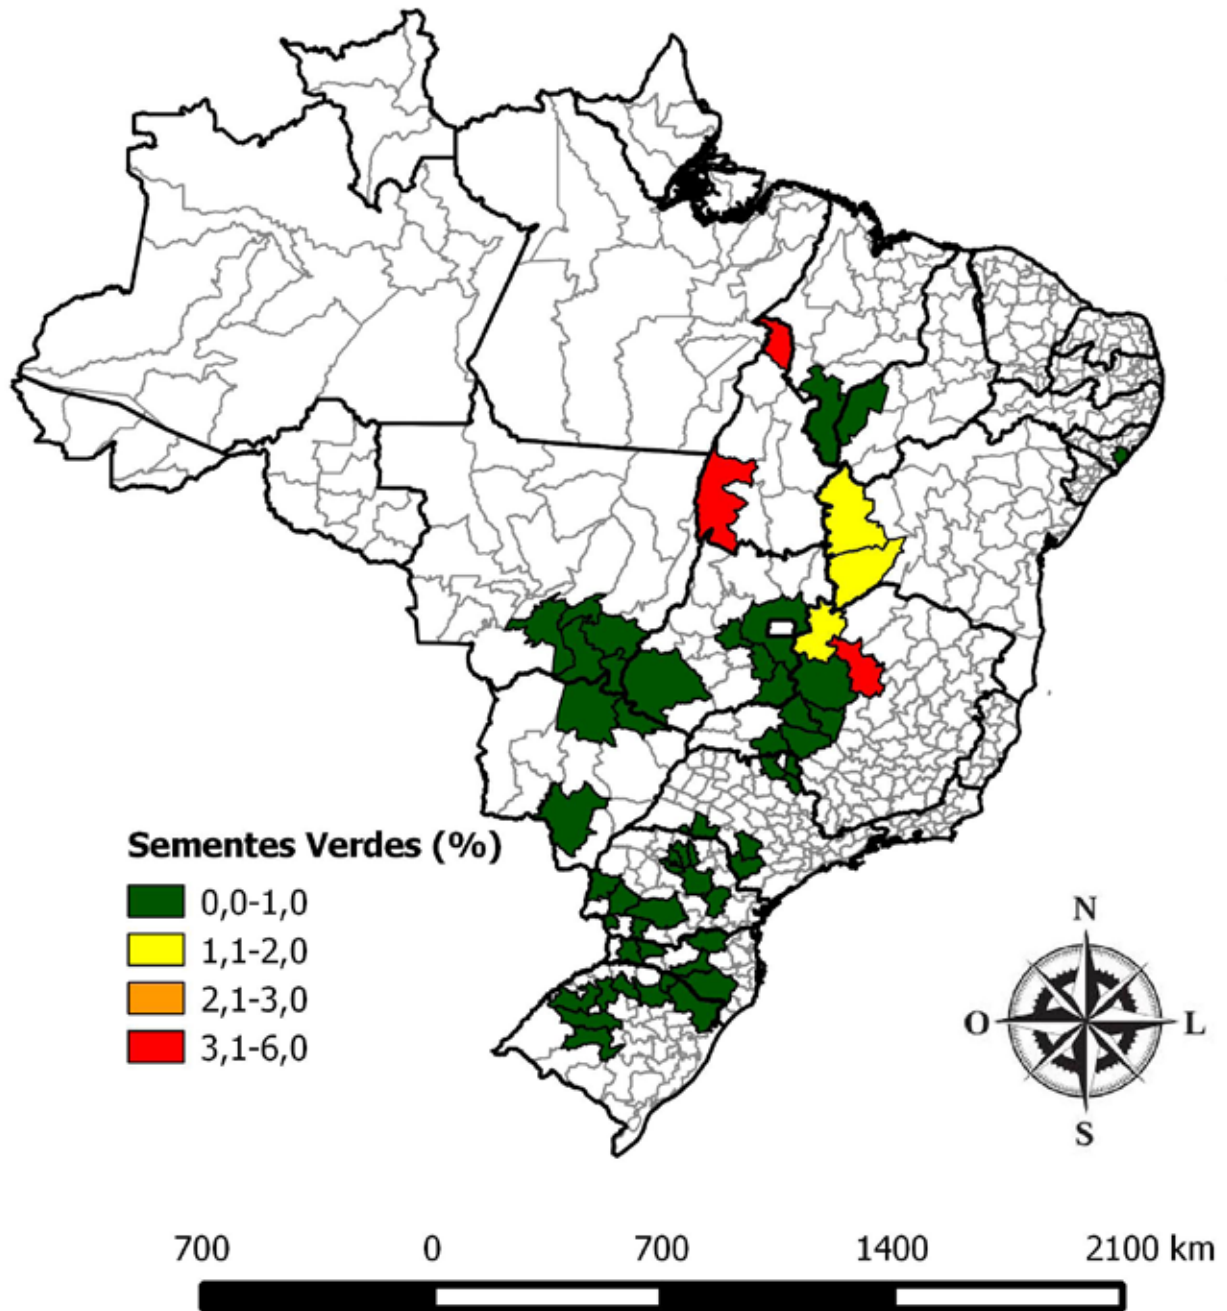 Sementes Verdes (%)
0,0-1,0
1,1-2,0
2,1-3,0
3,1-6,0
N
O
L
S
700 0 700 1400 2100 km